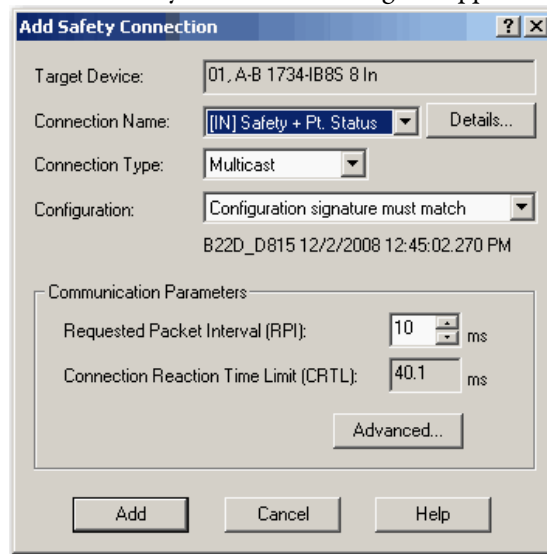 Add Safety Connection
Target Device: 01, A-B 1734-IB8S 8 In
Connection Name: [IN] Safety + Pt. Status Details...
Connection Type: Multicast
Configuration: Configuration signature must match
B22D_D815 12/2/2008 12:45:02.270 PM
Communication Parameters
Requested Packet Interval (RPI): 10 ms
Connection Reaction Time Limit (CRTL): 40.1 ms
Advanced...
Add Cancel Help